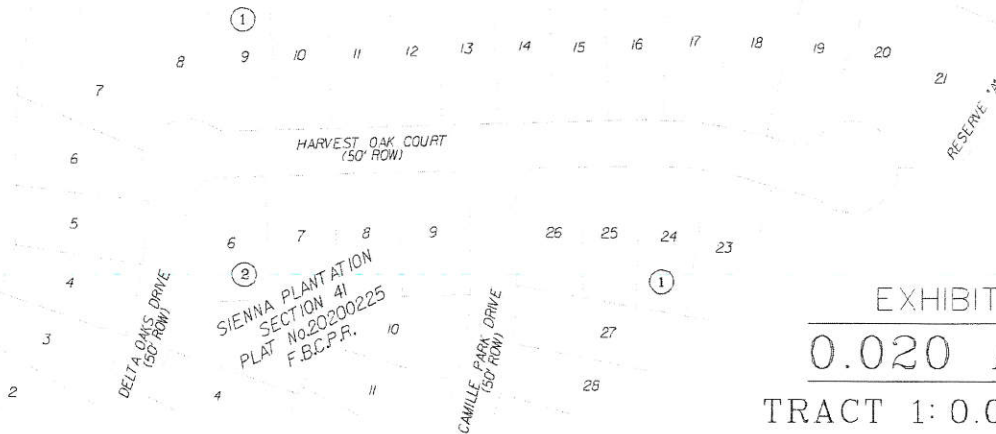 1
7 8 9 10 11 12 13 14 15 16 17 18 19 20 21
RESERVE "A"
HARVEST OAK COURT
(50' ROW)
6
5
4
3
2
6 7 8 9 26 25 24 23
2
1
SIENNA PLANTATION
SECTION 41
PLAT No.20200225
F.B.C.P.R.
DELTA OAKS DRIVE
(50' ROW)
4
10
11
CAMILLE PARK DRIVE
(50' ROW)
27
28
EXHIBIT
0.020
TRACT 1: 0.0